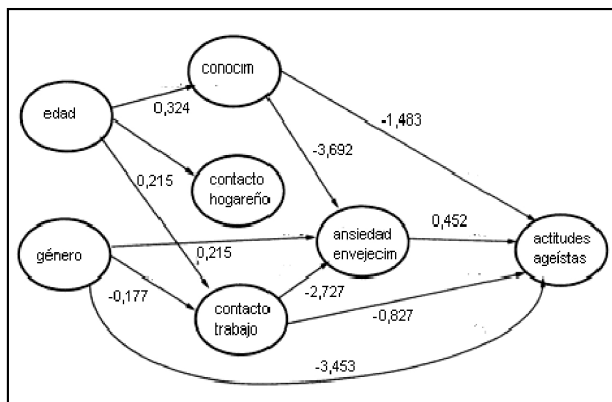 conocim
edad
0,324
-1,483
-3,692
0,215
contacto
hogareño
ansiedad
envejecim
0,452
actitudes
ageístas
género
0,215
-0,177
contacto
trabajo
-2,727
-0,827
-3,453